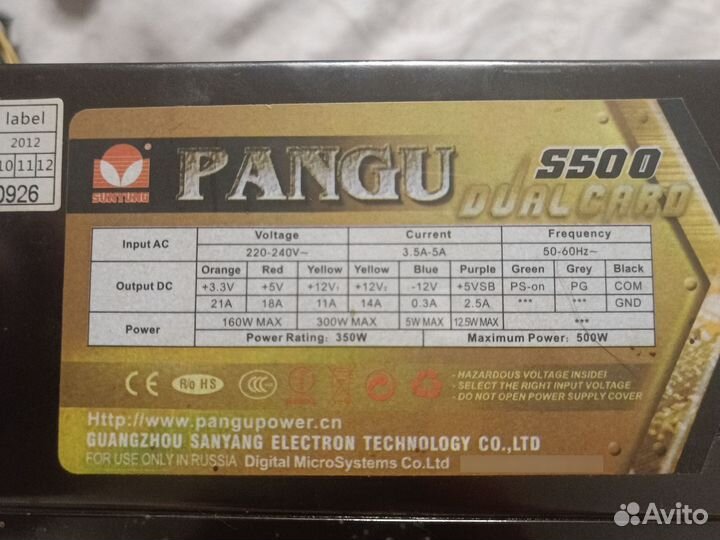 label
2012
10 11 12
0926
SUNYUNG
PANGU
S500
DUAL CARD
Input AC Voltage Current Frequency
220-240V~ 3.5A-5A 50-60Hz~
Output DC Orange Red Yellow Yellow Blue Purple Green Grey Black
+3.3V +5V +12V1 +12V2 -12V +5VSB PS-on PG COM
21A 18A 11A 14A 0.3A 2.5A *** *** GND
Power 160W MAX 300W MAX 5W MAX 12.5W MAX ***
Power Rating: 350W Maximum Power: 500W
CE R/o HS CCC
- HAZARDOUS VOLTAGE INSIDE!
- SELECT THE RIGHT INPUT VOLTAGE
- DO NOT OPEN POWER SUPPLY COVER
Http://www.pangupower.cn
GUANGZHOU SANYANG ELECTRON TECHNOLOGY CO.,LTD
FOR USE ONLY IN RUSSIA Digital MicroSystems Co.Ltd
Avito